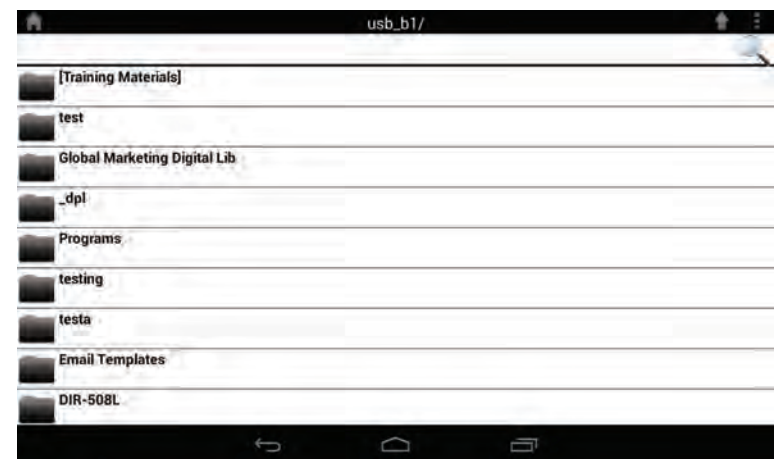 usb_b1/
[Training Materials]
test
Global Marketing Digital Lib
_dpl
Programs
testing
testa
Email Templates
DIR-508L